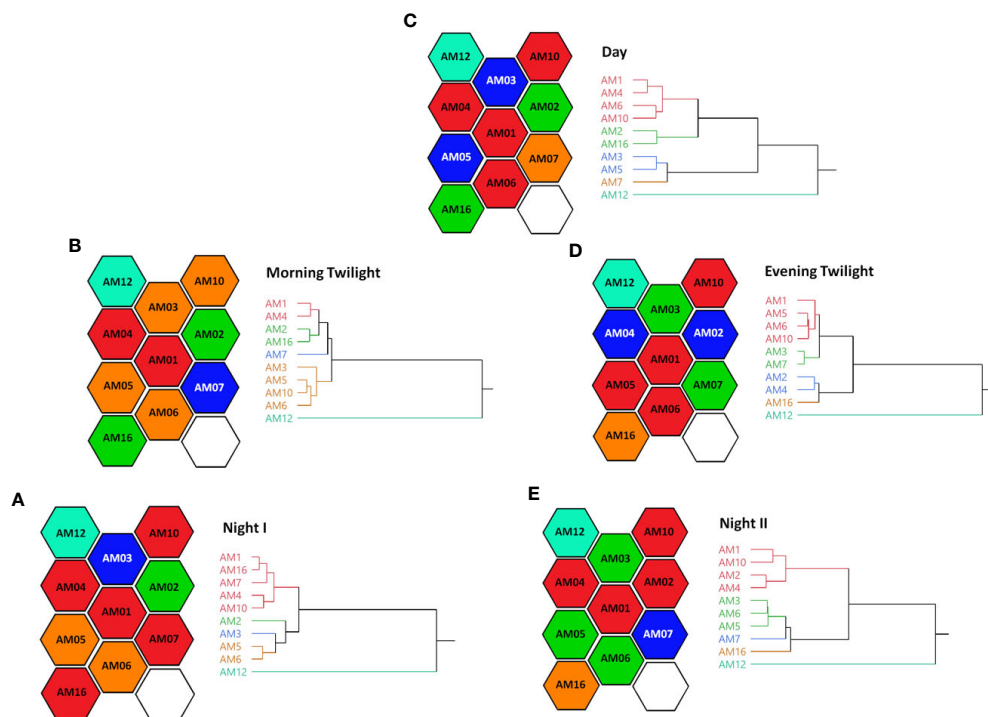 C
Day
AM12
AM10
AM03
AM04
AM02
AM01
AM05
AM07
AM06
AM16
AM1
AM4
AM6
AM10
AM2
AM16
AM3
AM5
AM7
AM12
B
Morning Twilight
AM12
AM10
AM03
AM04
AM02
AM01
AM05
AM07
AM06
AM16
AM1
AM4
AM2
AM16
AM7
AM3
AM5
AM10
AM6
AM12
D
Evening Twilight
AM12
AM10
AM03
AM04
AM02
AM01
AM05
AM07
AM06
AM16
AM1
AM5
AM6
AM10
AM3
AM7
AM2
AM4
AM16
AM12
A
Night I
AM12
AM10
AM03
AM04
AM02
AM01
AM05
AM07
AM06
AM16
AM1
AM16
AM7
AM4
AM10
AM2
AM3
AM5
AM6
AM12
E
Night II
AM12
AM10
AM03
AM04
AM02
AM01
AM05
AM07
AM06
AM16
AM1
AM10
AM2
AM4
AM3
AM6
AM5
AM7
AM16
AM12